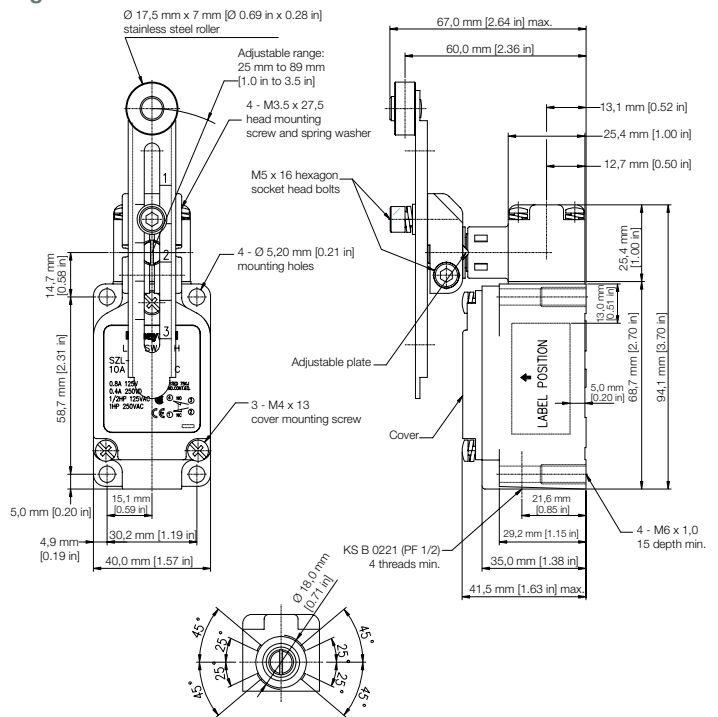 Ø 17,5 mm x 7 mm [Ø 0.69 in x 0.28 in]
stainless steel roller
Adjustable range:
25 mm to 89 mm
[1.0 in to 3.5 in]
4 - M3.5 x 27,5
head mounting
screw and spring washer
M5 x 16 hexagon
socket head bolts
4 - Ø 5,20 mm [0.21 in]
mounting holes
Adjustable plate
3 - M4 x 13
cover mounting screw
Cover
67,0 mm [2.64 in] max.
60,0 mm [2.36 in]
13,1 mm [0.52 in]
25,4 mm [1.00 in]
12,7 mm [0.50 in]
25,4 mm
[1.00 in]
13,0 mm
[0.51 in]
68,7 mm [2.70 in]
94,1 mm [3.70 in]
5,0 mm
[0.20 in]
LABEL POSITION
21,6 mm
[0.85 in]
29,2 mm [1.15 in]
35,0 mm [1.38 in]
41,5 mm [1.63 in] max.
4 - M6 x 1,0
15 depth min.
KS B 0221 (PF 1/2)
4 threads min.
14,7 mm
[0.58 in]
58,7 mm [2.31 in]
1
2
3
SZL-
10A
0.8A 125V
0.4A 250VD
1/2HP 125VAC
1HP 250VAC
CE
5,0 mm [0.20 in]
15,1 mm
[0.59 in]
4,9 mm
[0.19 in]
30,2 mm [1.19 in]
40,0 mm [1.57 in]
Ø 18,0 mm
[0.71 in]
45°
25°
25°
45°
45°
25°
25°
45°